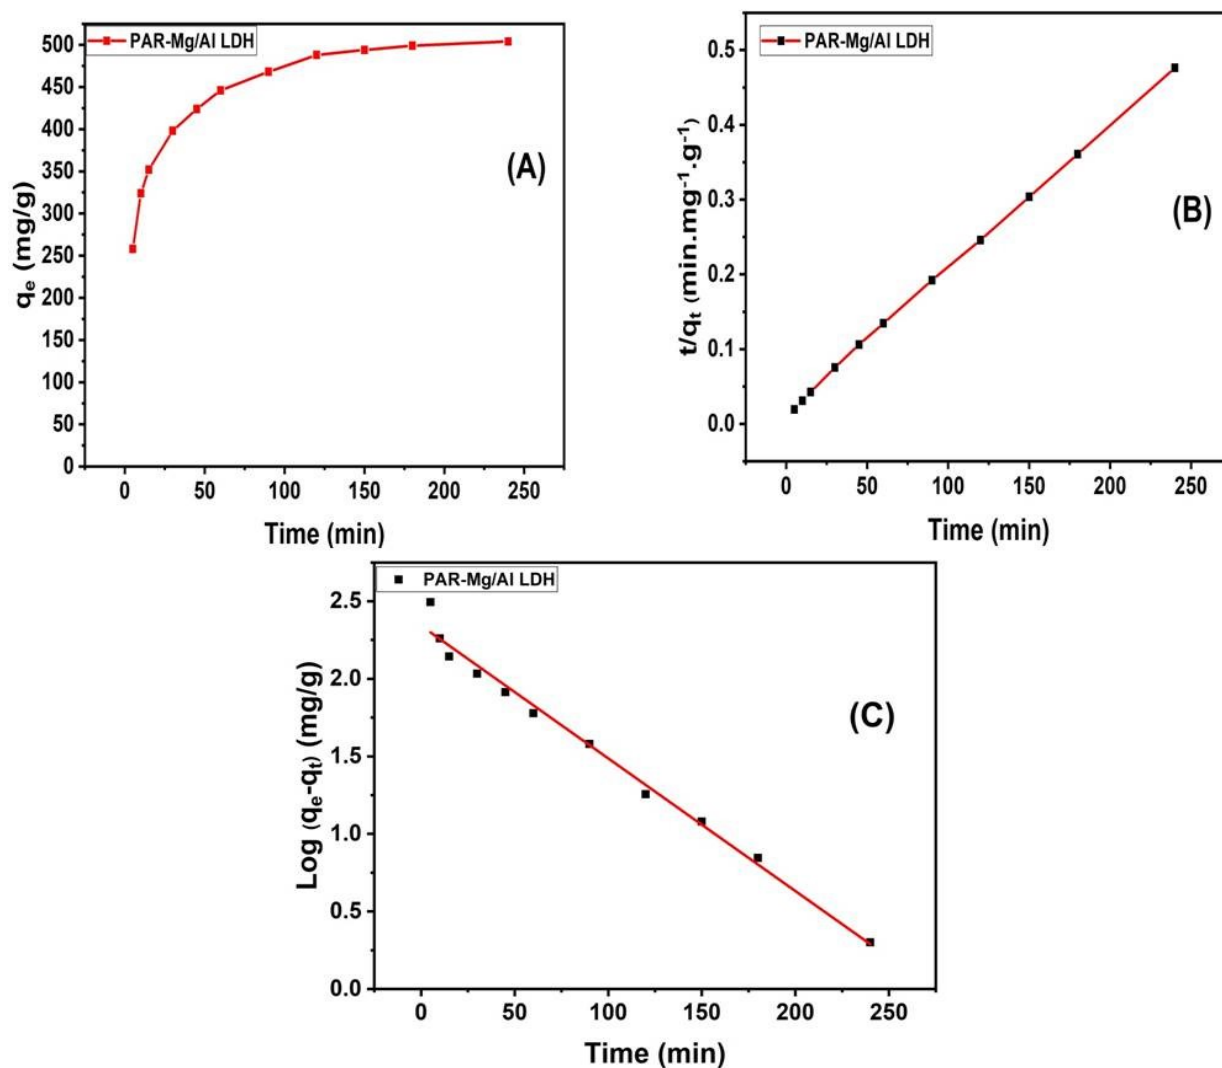 PAR-Mg/Al LDH
500
450
400
350
300
250
200
150
100
50
0
qₑ (mg/g)
(A)
0 50 100 150 200 250
Time (min)
PAR-Mg/Al LDH
0.5
0.4
0.3
0.2
0.1
0.0
t/qₜ (min.mg⁻¹.g⁻¹)
(B)
0 50 100 150 200 250
Time (min)
PAR-Mg/Al LDH
2.5
2.0
1.5
1.0
0.5
0.0
Log (qₑ-qₜ) (mg/g)
(C)
0 50 100 150 200 250
Time (min)